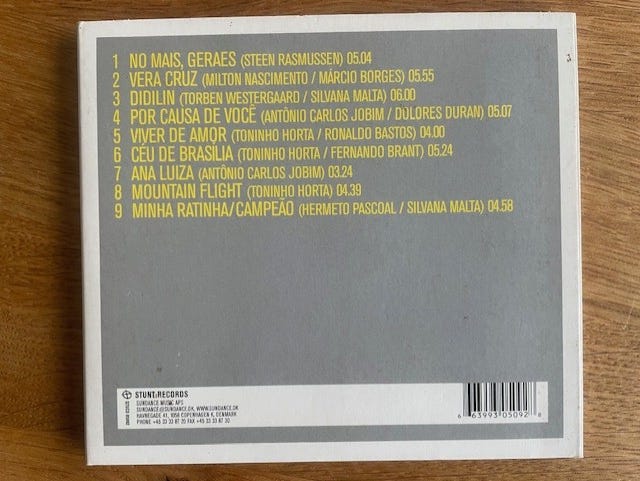 1 NO MAIS, GERAES (STEEN RASMUSSEN) 05.04
2 VERA CRUZ (MILTON NASCIMENTO / MÁRCIO BORGES) 05.55
3 DIDILIN (TORBEN WESTERGAARD / SILVANA MALTA) 06.00
4 POR CAUSA DE VOCÊ (ANTÔNIO CARLOS JOBIM / DÚLORES DURAN) 05.07
5 VIVER DE AMOR (TONINHO HORTA / RONALDO BASTOS) 04.00
6 CÉU DE BRASÍLIA (TONINHO HORTA / FERNANDO BRANT) 05.24
7 ANA LUIZA (ANTÔNIO CARLOS JOBIM) 03.24
8 MOUNTAIN FLIGHT (TONINHO HORTA) 04.39
9 MINHA RATINHA/CAMPEÃO (HERMETO PASCOAL / SILVANA MALTA) 04.58
STUNT:RECORDS
SUNDANCE MUSIC APS
SUNDANCE@SUNDANCE.DK, WWW.SUNDANCE.DK
HAVNEGADE 41, 1058 COPENHAGEN K, DENMARK
PHONE +45 33 33 87 20 FAX +45 33 33 87 30
6 63993 05092 8